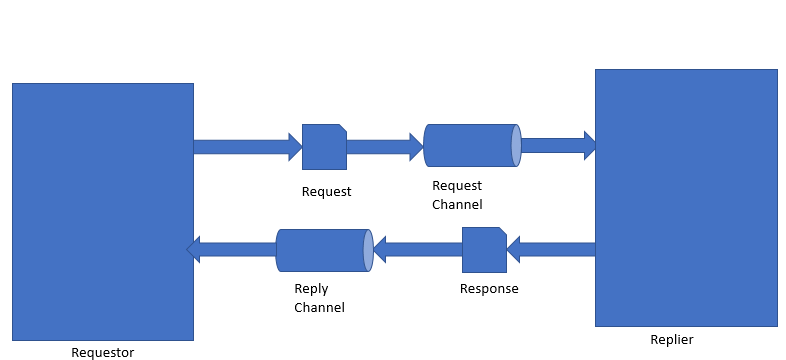 Request
Request
Channel
Reply
Channel
Response
Requestor
Replier